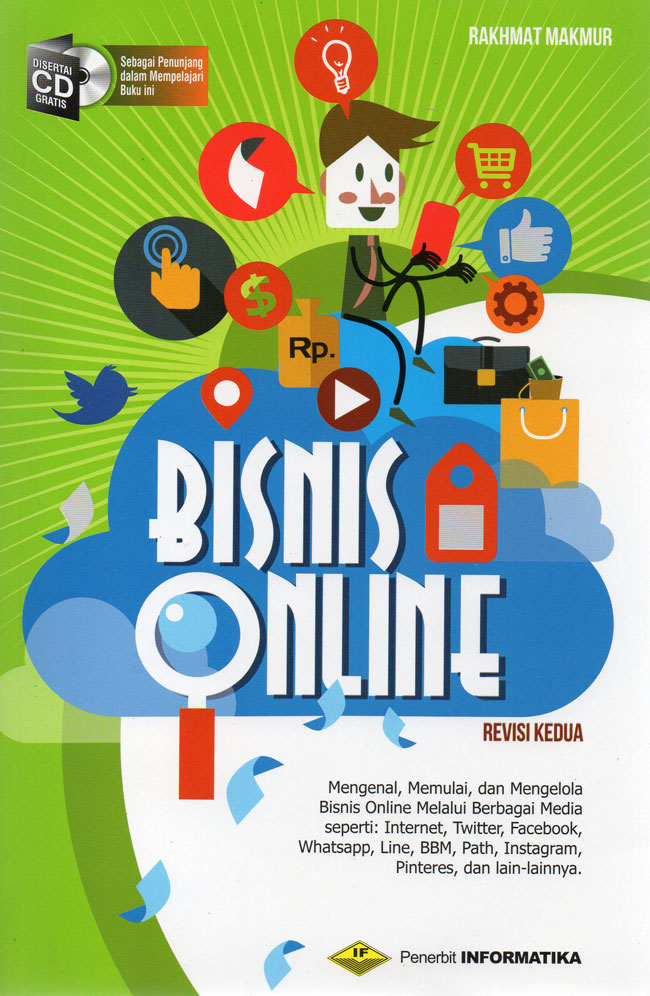 RAKHMAT MAKMUR
DISERTAI
CD
GRATIS
Sebagai Penunjang
dalam Mempelajari
Buku ini
$
Rp.
BISNIS
ONLINE
REVISI KEDUA
Mengenal, Memulai, dan Mengelola
Bisnis Online Melalui Berbagai Media
seperti: Internet, Twitter, Facebook,
Whatsapp, Line, BBM, Path, Instagram,
Pinteres, dan lain-lainnya.
IF
Penerbit INFORMATIKA